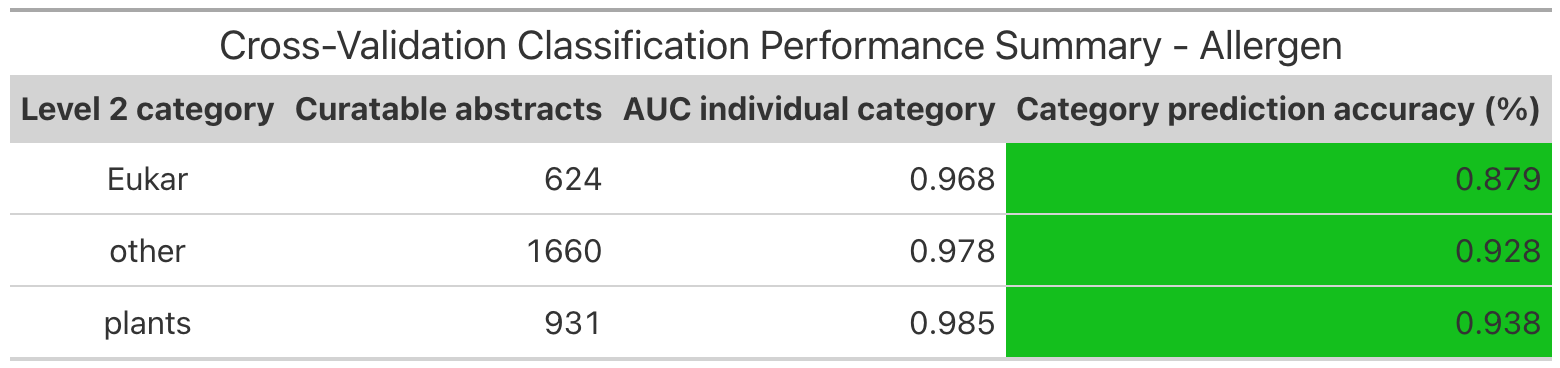 Cross-Validation Classification Performance Summary - Allergen
Level 2 category Curatable abstracts AUC individual category Category prediction accuracy (%)
Eukar 624 0.968 0.879
other 1660 0.978 0.928
plants 931 0.985 0.938